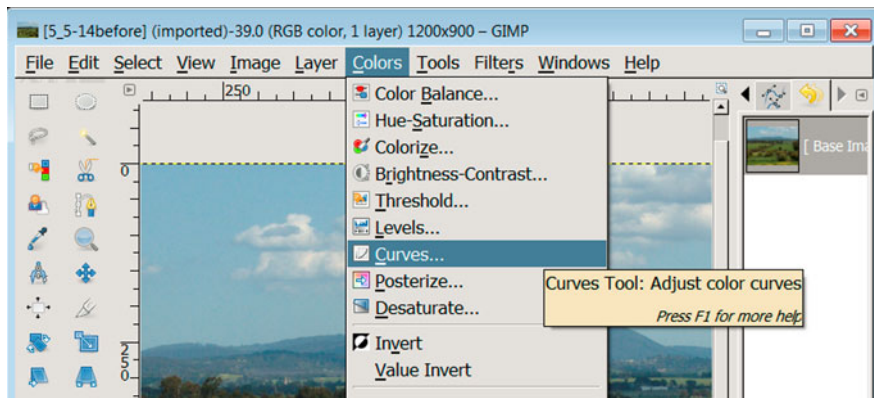 [5_5-14before] (imported)-39.0 (RGB color, 1 layer) 1200x900 – GIMP
File Edit Select View Image Layer Colors Tools Filters Windows Help
250
0
250
Color Balance...
Hue-Saturation...
Colorize...
Brightness-Contrast...
Threshold...
Levels...
Curves...
Posterize...
Desaturate...
Invert
Value Invert
Curves Tool: Adjust color curves
Press F1 for more help
[ Base Ima